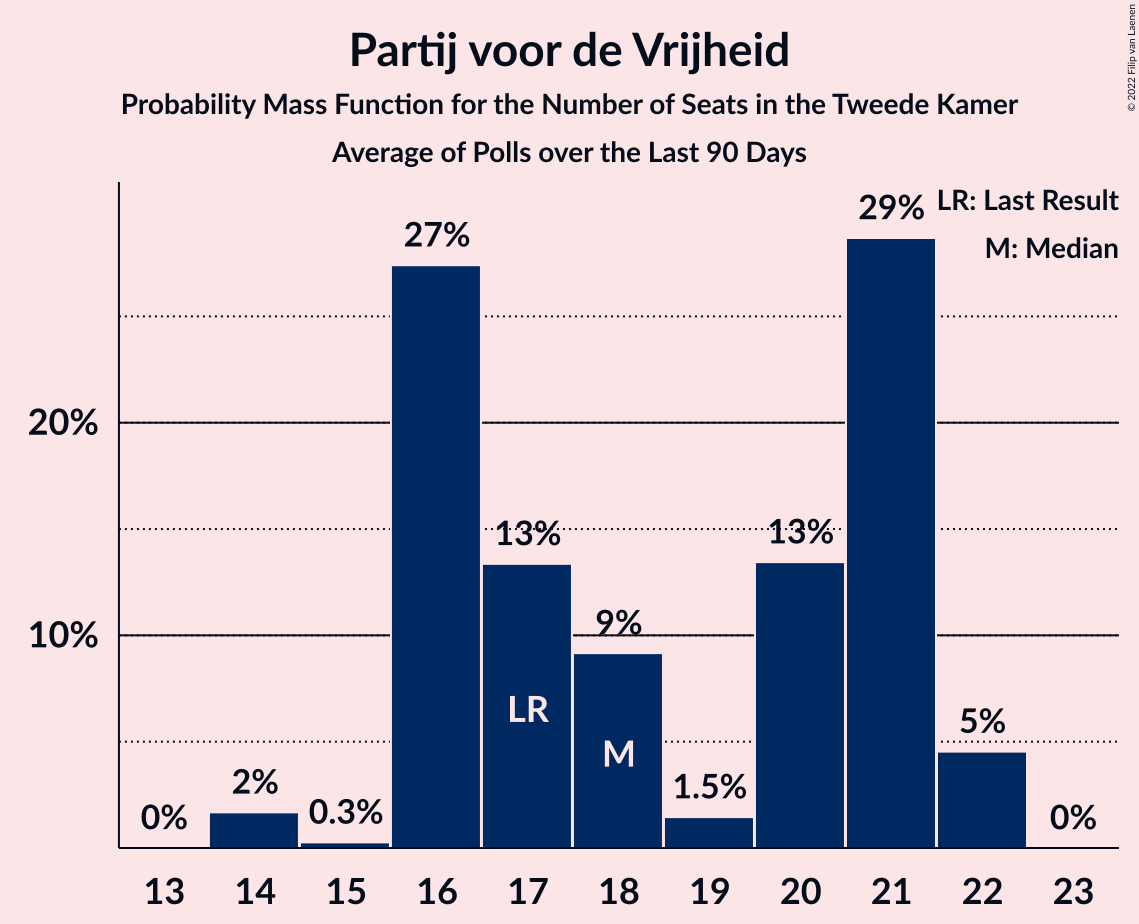 Partij voor de Vrijheid
Probability Mass Function for the Number of Seats in the Tweede Kamer
Average of Polls over the Last 90 Days
© 2022 Filip van Laenen
LR: Last Result
M: Median
20%
10%
0%
2%
0.3%
27%
13%
9%
1.5%
13%
29%
5%
0%
LR
M
13 14 15 16 17 18 19 20 21 22 23